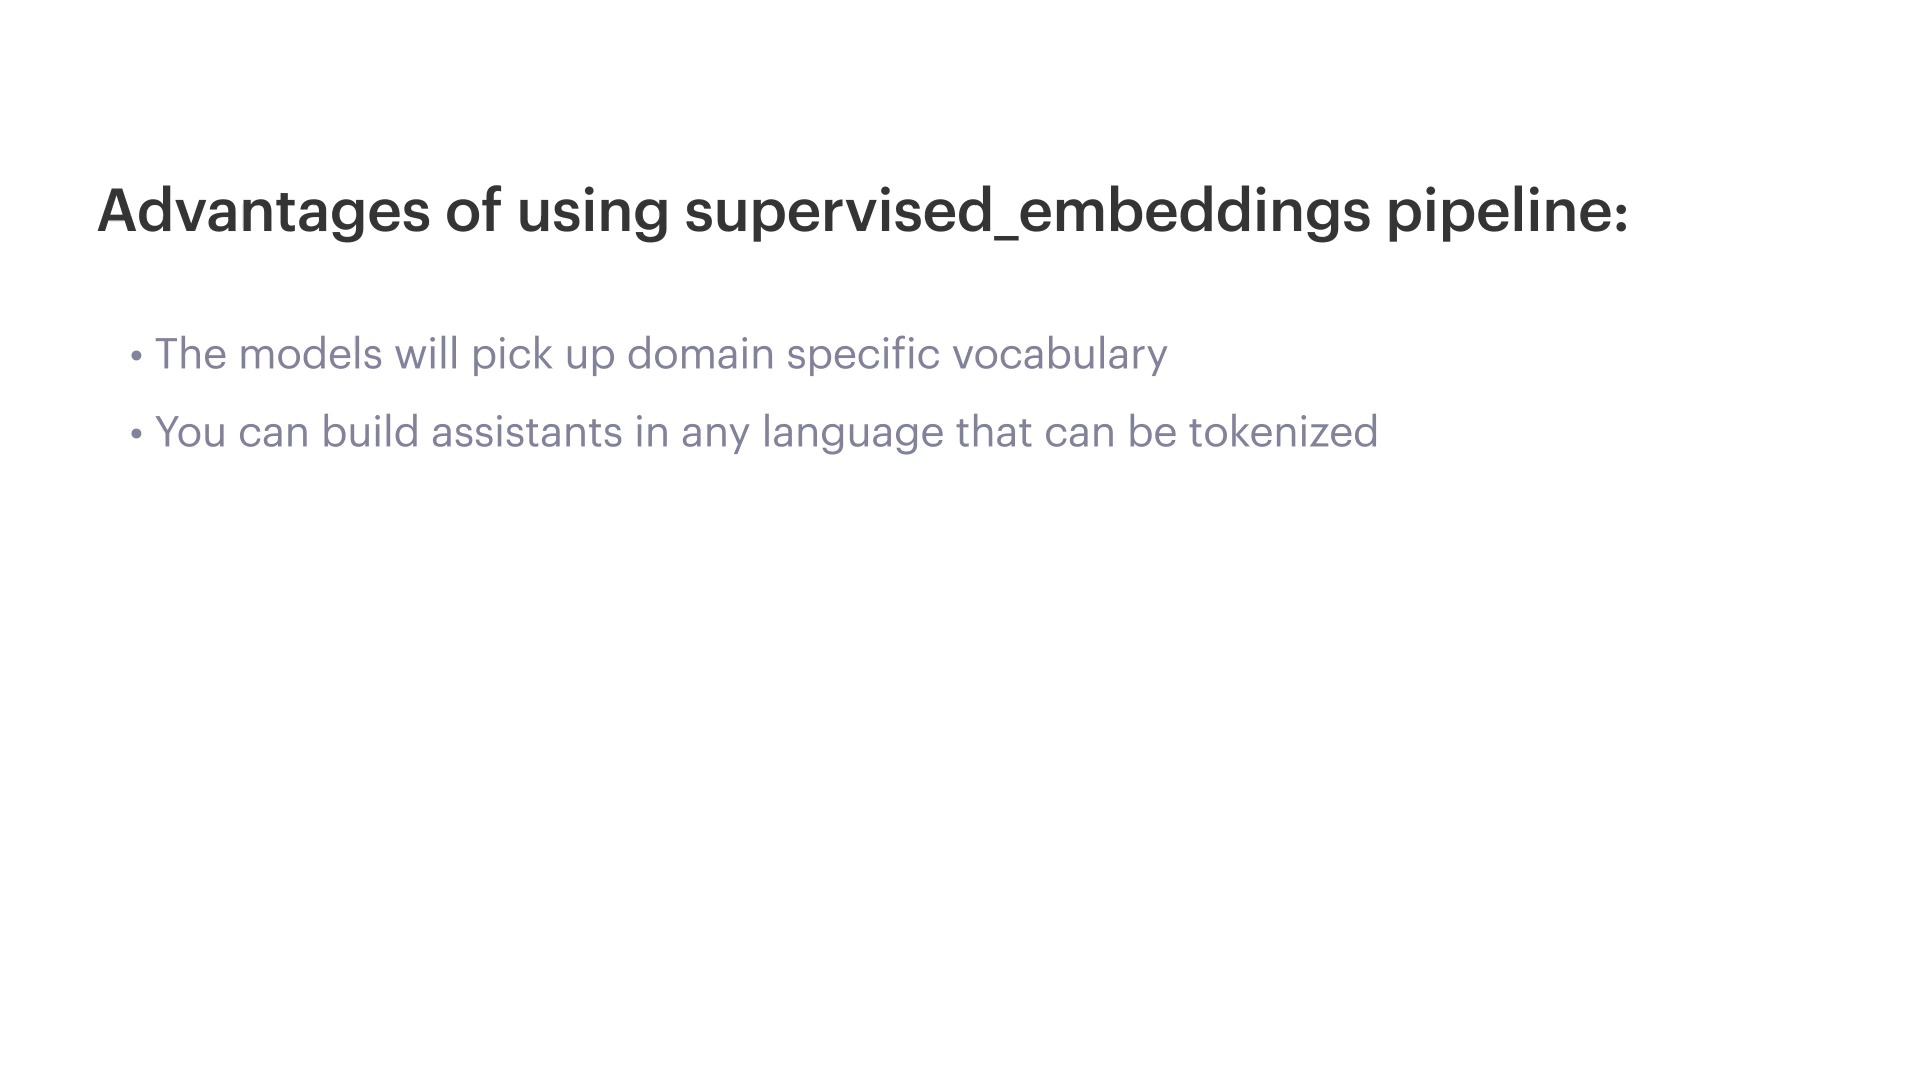 Advantages of using supervised_embeddings pipeline:
• The models will pick up domain specific vocabulary
• You can build assistants in any language that can be tokenized